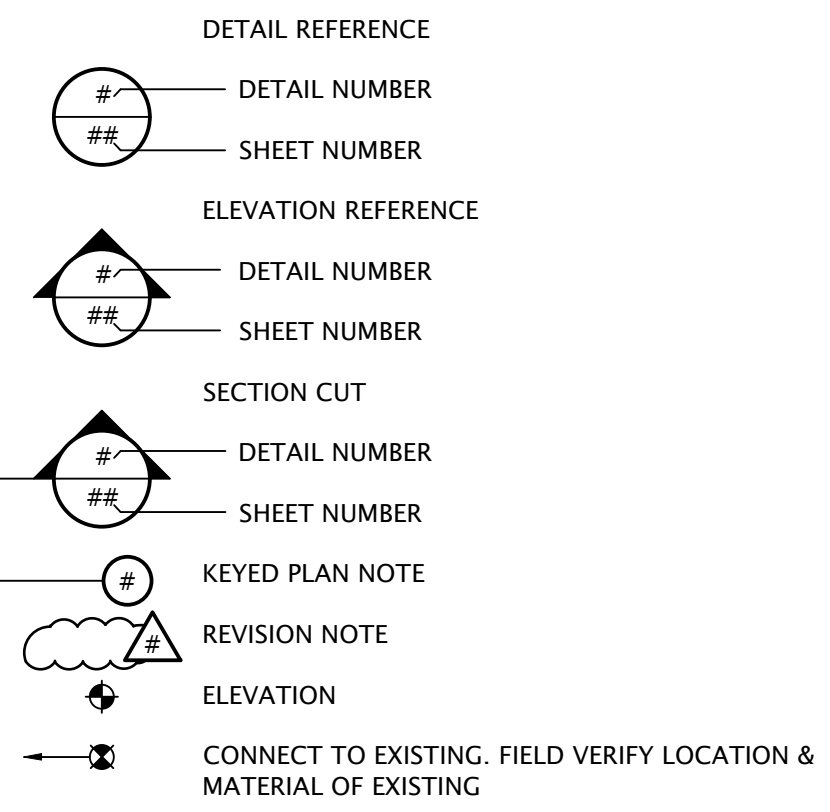 DETAIL REFERENCE
# DETAIL NUMBER
## SHEET NUMBER
ELEVATION REFERENCE
# DETAIL NUMBER
## SHEET NUMBER
SECTION CUT
# DETAIL NUMBER
## SHEET NUMBER
# KEYED PLAN NOTE
# REVISION NOTE
ELEVATION
CONNECT TO EXISTING. FIELD VERIFY LOCATION &
MATERIAL OF EXISTING